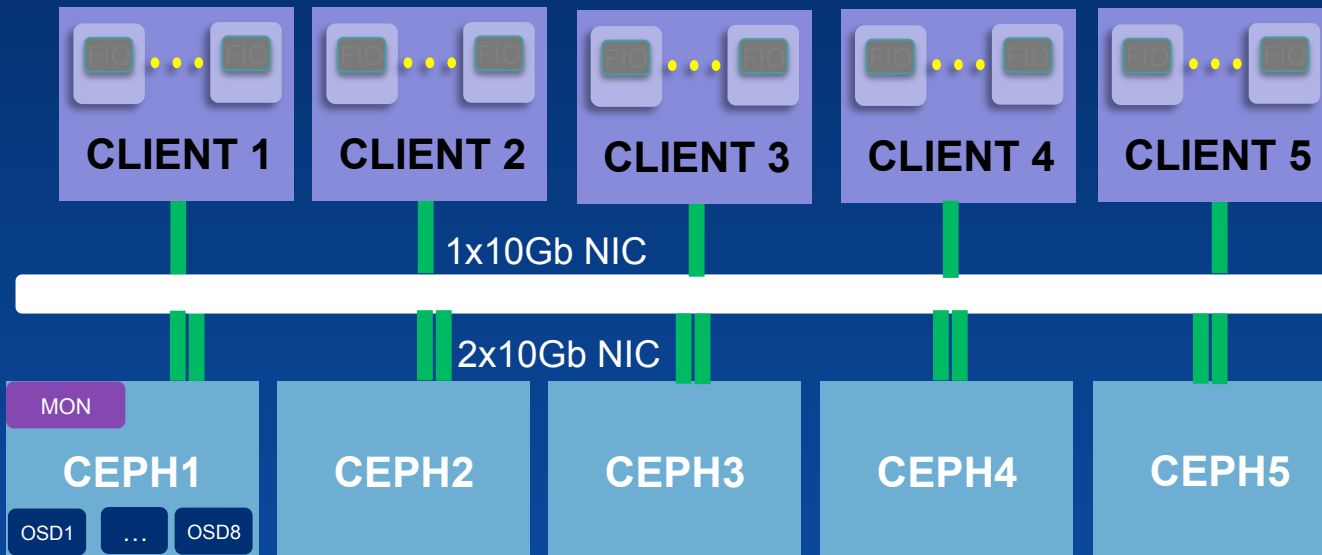 FIO FIO FIO FIO FIO FIO FIO FIO FIO FIO
CLIENT 1 CLIENT 2 CLIENT 3 CLIENT 4 CLIENT 5
1x10Gb NIC
2x10Gb NIC
MON
CEPH1 CEPH2 CEPH3 CEPH4 CEPH5
OSD1 ... OSD8